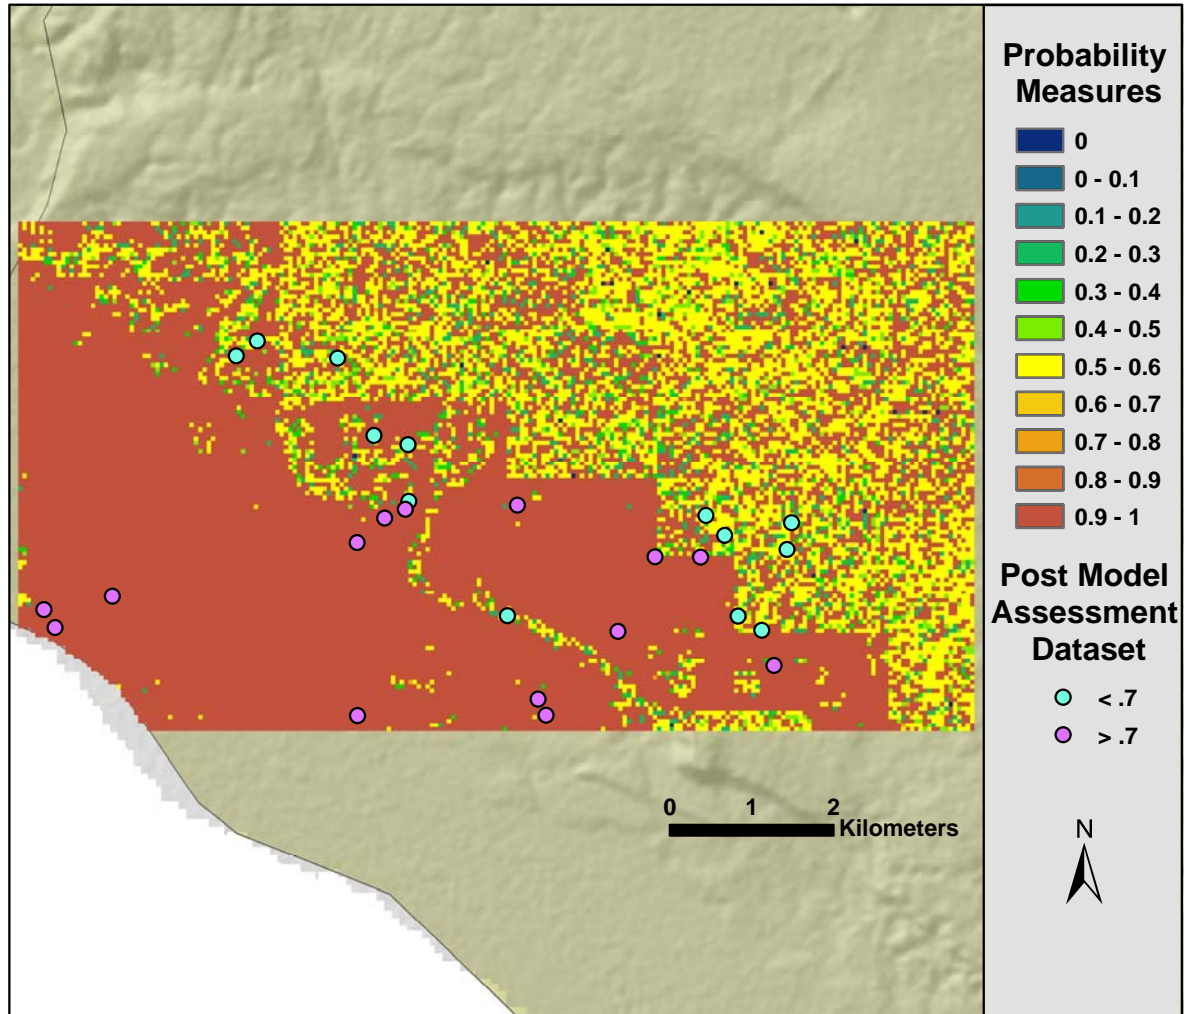 Probability
Measures
0
0 - 0.1
0.1 - 0.2
0.2 - 0.3
0.3 - 0.4
0.4 - 0.5
0.5 - 0.6
0.6 - 0.7
0.7 - 0.8
0.8 - 0.9
0.9 - 1
Post Model
Assessment
Dataset
< .7
> .7
0 1 2
Kilometers
N